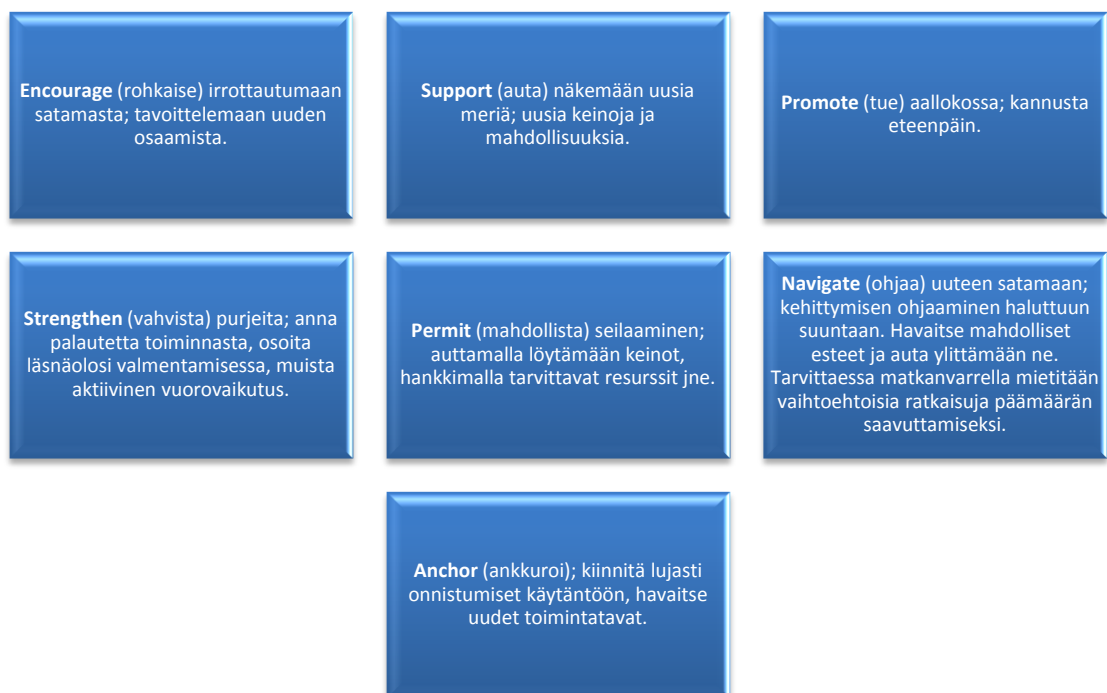 Encourage (rohkaise) irrottautumaan
satamasta; tavoittelemaan uuden
osaamista.
Support (auta) näkemään uusia
meriä; uusia keinoja ja
mahdollisuuksia.
Promote (tue) aallokossa; kannusta
eteenpäin.
Strengthen (vahvista) purjeita; anna
palautetta toiminnasta, osoita
läsnäolosi valmentamisessa, muista
aktiivinen vuorovaikutus.
Permit (mahdollista) seilaaminen;
auttamalla löytämään keinot,
hankkimalla tarvittavat resurssit jne.
Navigate (ohjaa) uuteen satamaan;
kehittymisen ohjaaminen haluttuun
suuntaan. Havaitse mahdolliset
esteet ja auta ylittämään ne.
Tarvittaessa matkanvarrella mietitään
vaihtoehtoisia ratkaisuja päämäärän
saavuttamiseksi.
Anchor (ankkuroi); kiinnitä lujasti
onnistumiset käytäntöön, havaitse
uudet toimintatavat.